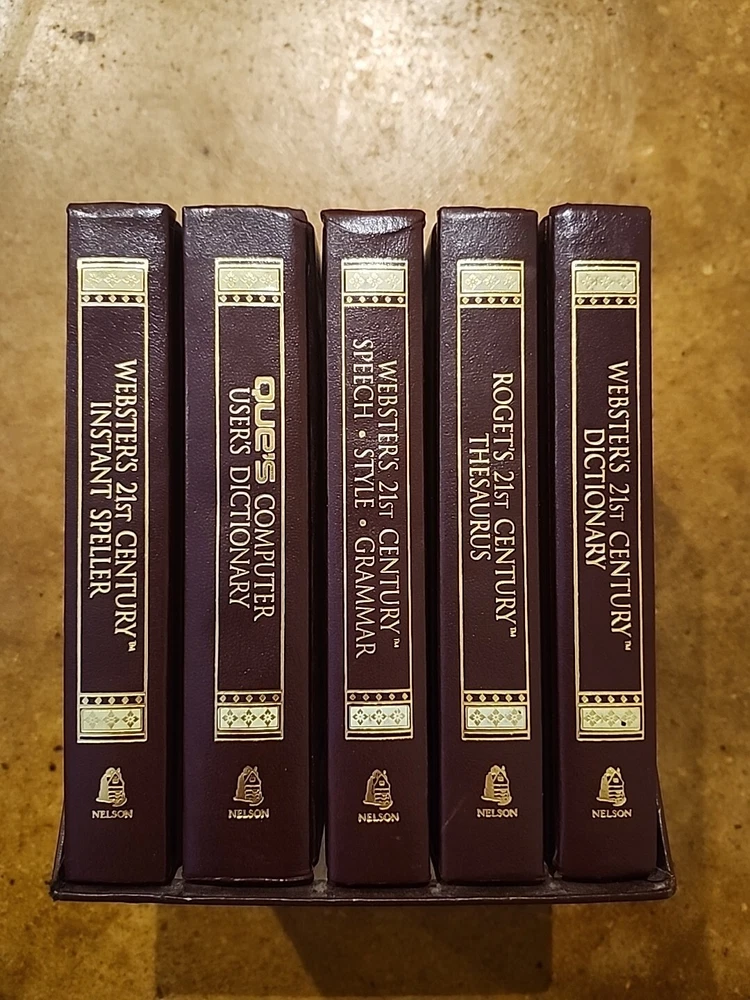 WEBSTER'S 21ST CENTURY™
INSTANT SPELLER
NELSON
QUE'S COMPUTER
USER'S DICTIONARY
NELSON
WEBSTER'S 21ST CENTURY™
SPEECH • STYLE • GRAMMAR
NELSON
ROGET'S 21ST CENTURY™
THESAURUS
NELSON
WEBSTER'S 21ST CENTURY™
DICTIONARY
NELSON